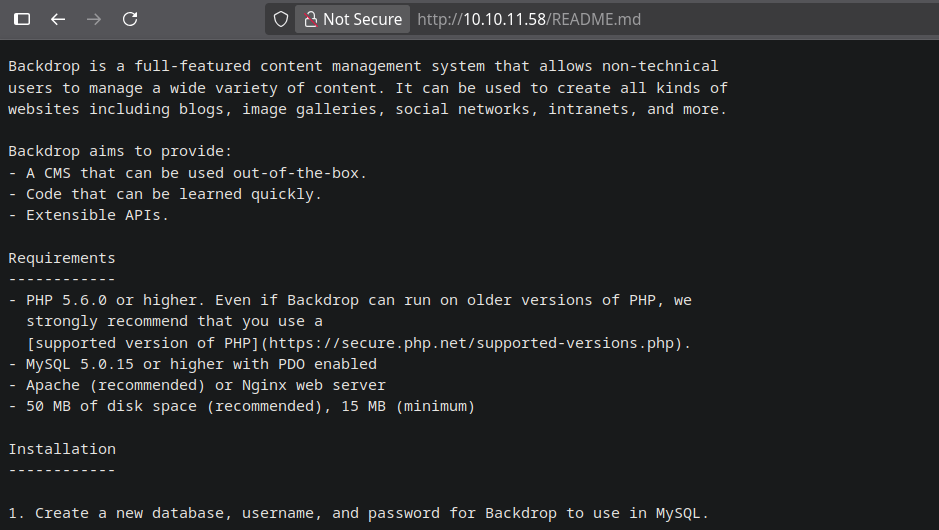 Not Secure http://10.10.11.58/README.md
Backdrop is a full-featured content management system that allows non-technical
users to manage a wide variety of content. It can be used to create all kinds of
websites including blogs, image galleries, social networks, intranets, and more.
Backdrop aims to provide:
- A CMS that can be used out-of-the-box.
- Code that can be learned quickly.
- Extensible APIs.
Requirements
------------
- PHP 5.6.0 or higher. Even if Backdrop can run on older versions of PHP, we
strongly recommend that you use a
[supported version of PHP](https://secure.php.net/supported-versions.php).
- MySQL 5.0.15 or higher with PDO enabled
- Apache (recommended) or Nginx web server
- 50 MB of disk space (recommended), 15 MB (minimum)
Installation
------------
1. Create a new database, username, and password for Backdrop to use in MySQL.